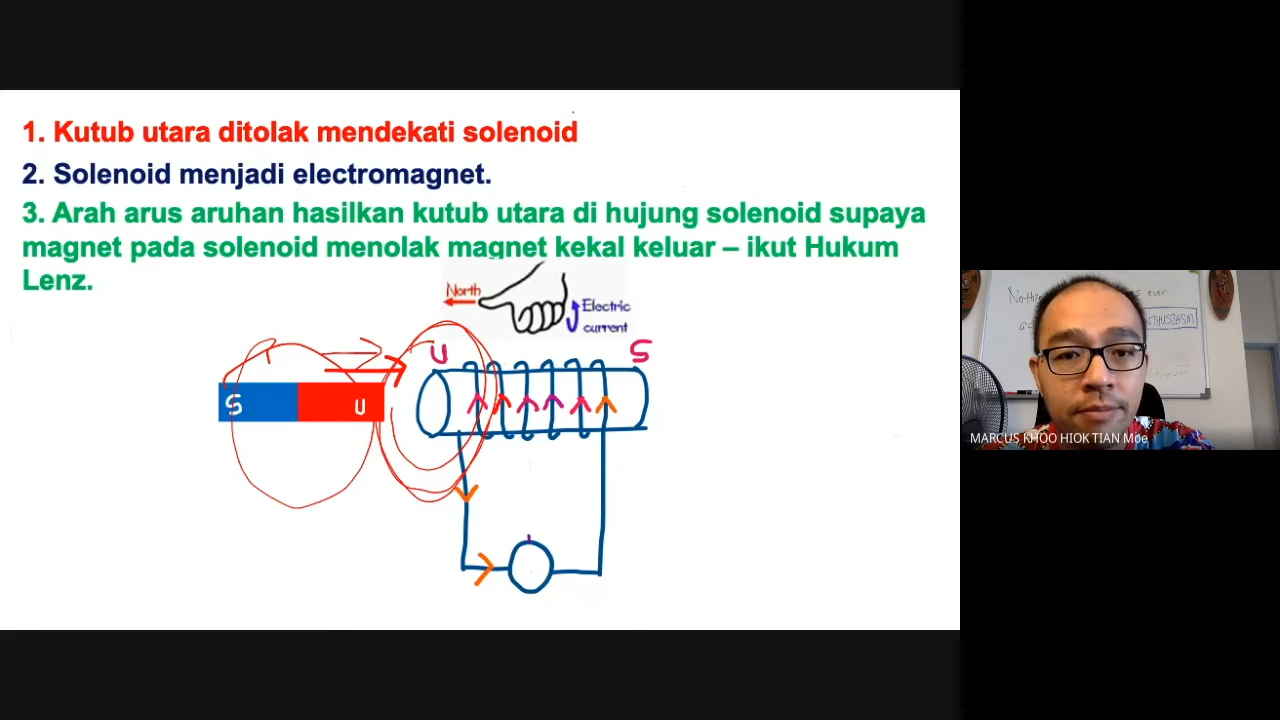 1. Kutub utara ditolak mendekati solenoid
2. Solenoid menjadi electromagnet.
3. Arah arus aruhan hasilkan kutub utara di hujung solenoid supaya
magnet pada solenoid menolak magnet kekal keluar – ikut Hukum
Lenz.
North
Electric
current
U
S
S
U
ever
MARCUS KHOO HIOK TIAN Moe